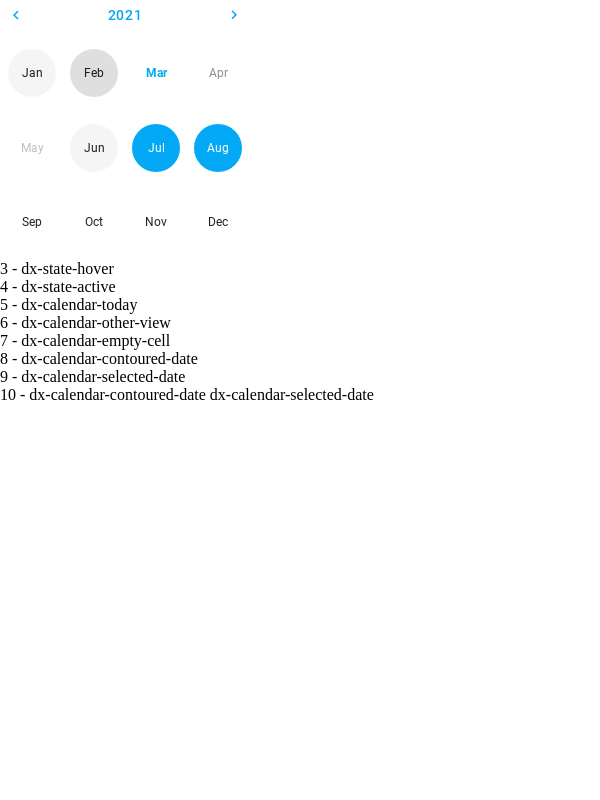 2021
Jan Feb Mar Apr
May Jun Jul Aug
Sep Oct Nov Dec
3 - dx-state-hover
4 - dx-state-active
5 - dx-calendar-today
6 - dx-calendar-other-view
7 - dx-calendar-empty-cell
8 - dx-calendar-contoured-date
9 - dx-calendar-selected-date
10 - dx-calendar-contoured-date dx-calendar-selected-date